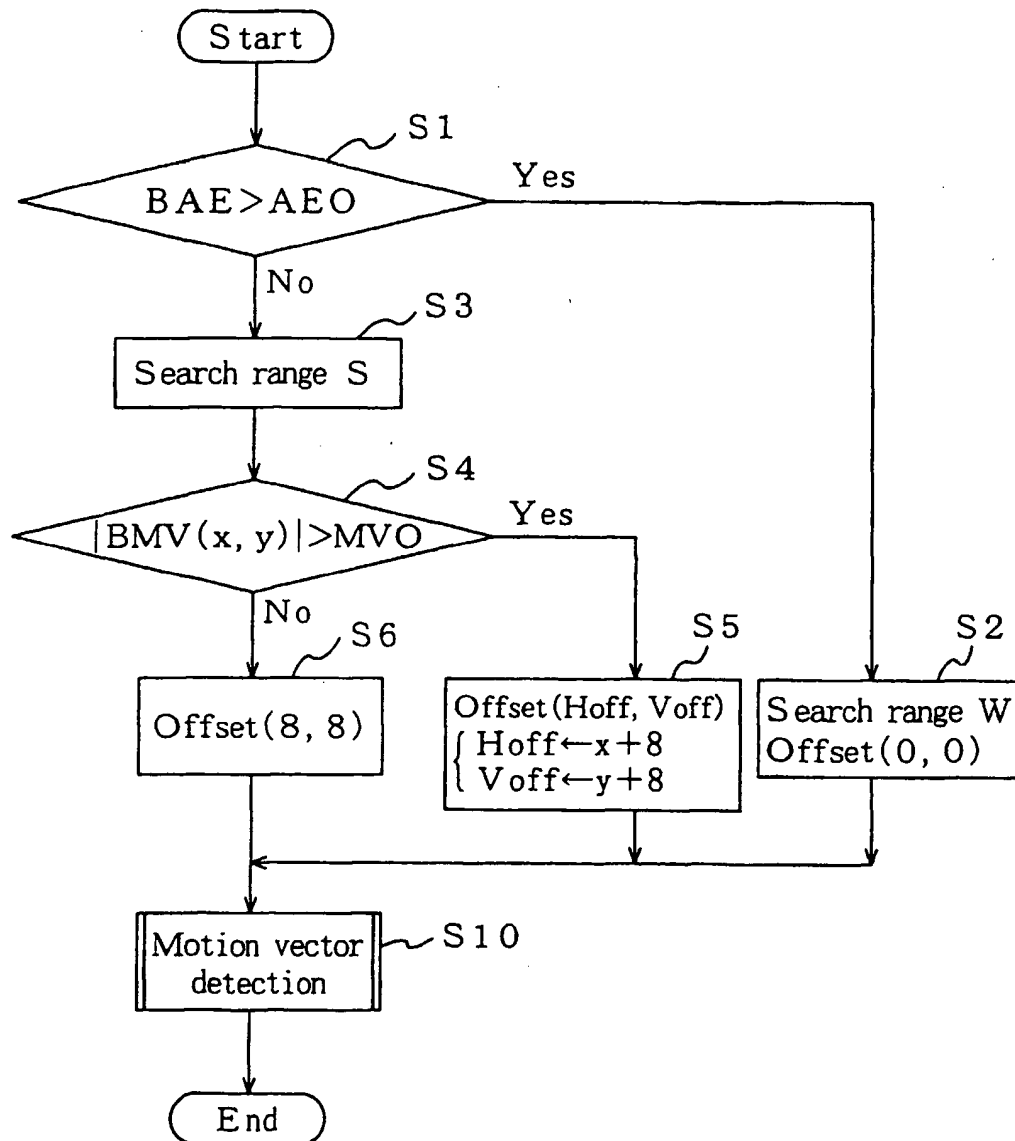 Start
S1
BAE>AEO
Yes
No
S3
Search range S
S4
|BMV(x, y)|>MVO
Yes
No
S6
Offset(8, 8)
S5
Offset(Hoff, Voff)
{ Hoff←x+8
Voff←y+8
S2
Search range W
Offset(0, 0)
S10
Motion vector
detection
End